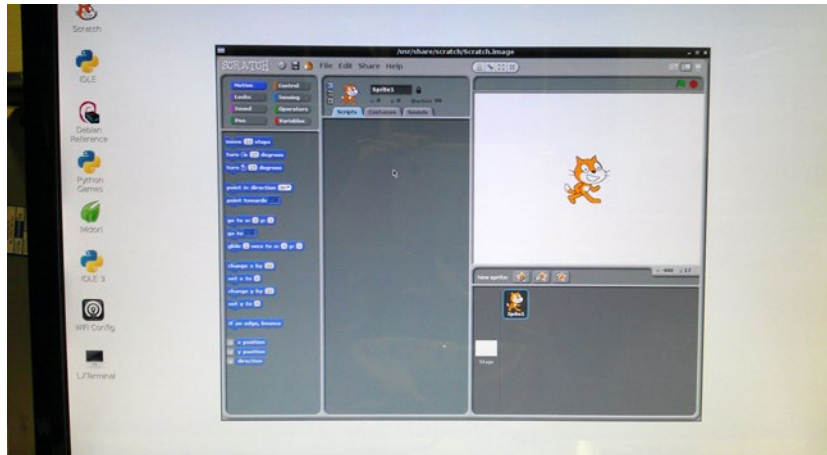 Scratch
IDLE
Debian
Reference
Python
Games
Midori
IDLE 3
WiFi Config
LXTerminal
/usr/share/scratch/Scratch.image
SCRATCH File Edit Share Help
Motion Control
Looks Sensing
Sound Operators
Pen Variables
Sprite1
x: 0 y: 0 direction: 90
Scripts Costumes Sounds
move 10 steps
turn 15 degrees
turn 15 degrees
point in direction 90
point towards
go to x: 0 y: 0
go to
glide 1 secs to x: 0 y: 0
change x by 10
set x to 0
change y by 10
set y to 0
if on edge, bounce
x position
y position
direction
New sprite:
Sprite1
Stage